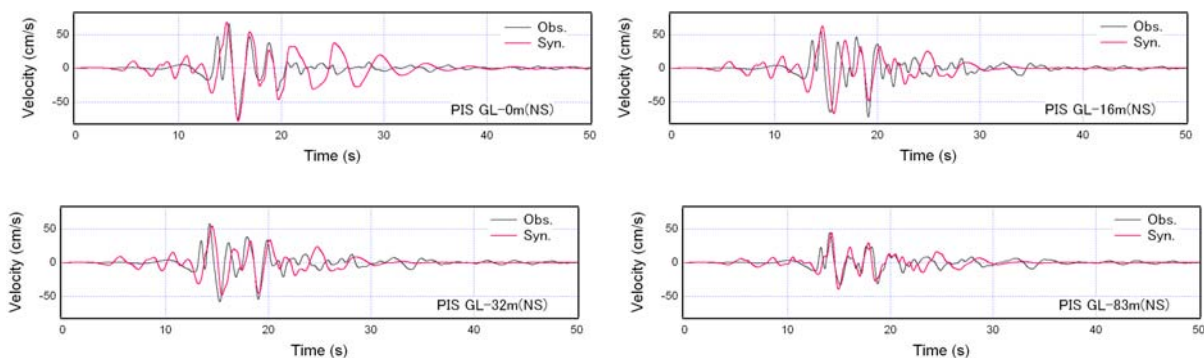 Velocity (cm/s)
50
0
-50
Obs.
Syn.
PIS GL-0m(NS)
0 10 20 30 40 50
Time (s)
Velocity (cm/s)
50
0
-50
Obs.
Syn.
PIS GL-16m(NS)
0 10 20 30 40 50
Time (s)
Velocity (cm/s)
50
0
-50
Obs.
Syn.
PIS GL-32m(NS)
0 10 20 30 40 50
Time (s)
Velocity (cm/s)
50
0
-50
Obs.
Syn.
PIS GL-83m(NS)
0 10 20 30 40 50
Time (s)